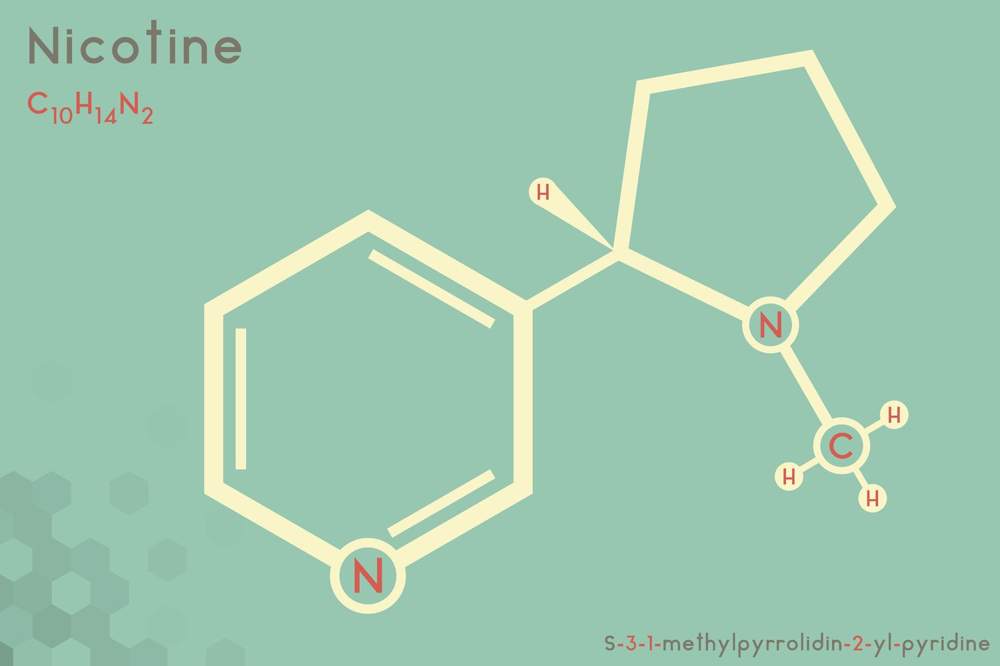 Nicotine
C₁₀H₁₄N₂
H
N
H
C
H
H
N
S-3-1-methylpyrrolidin-2-yl-pyridine